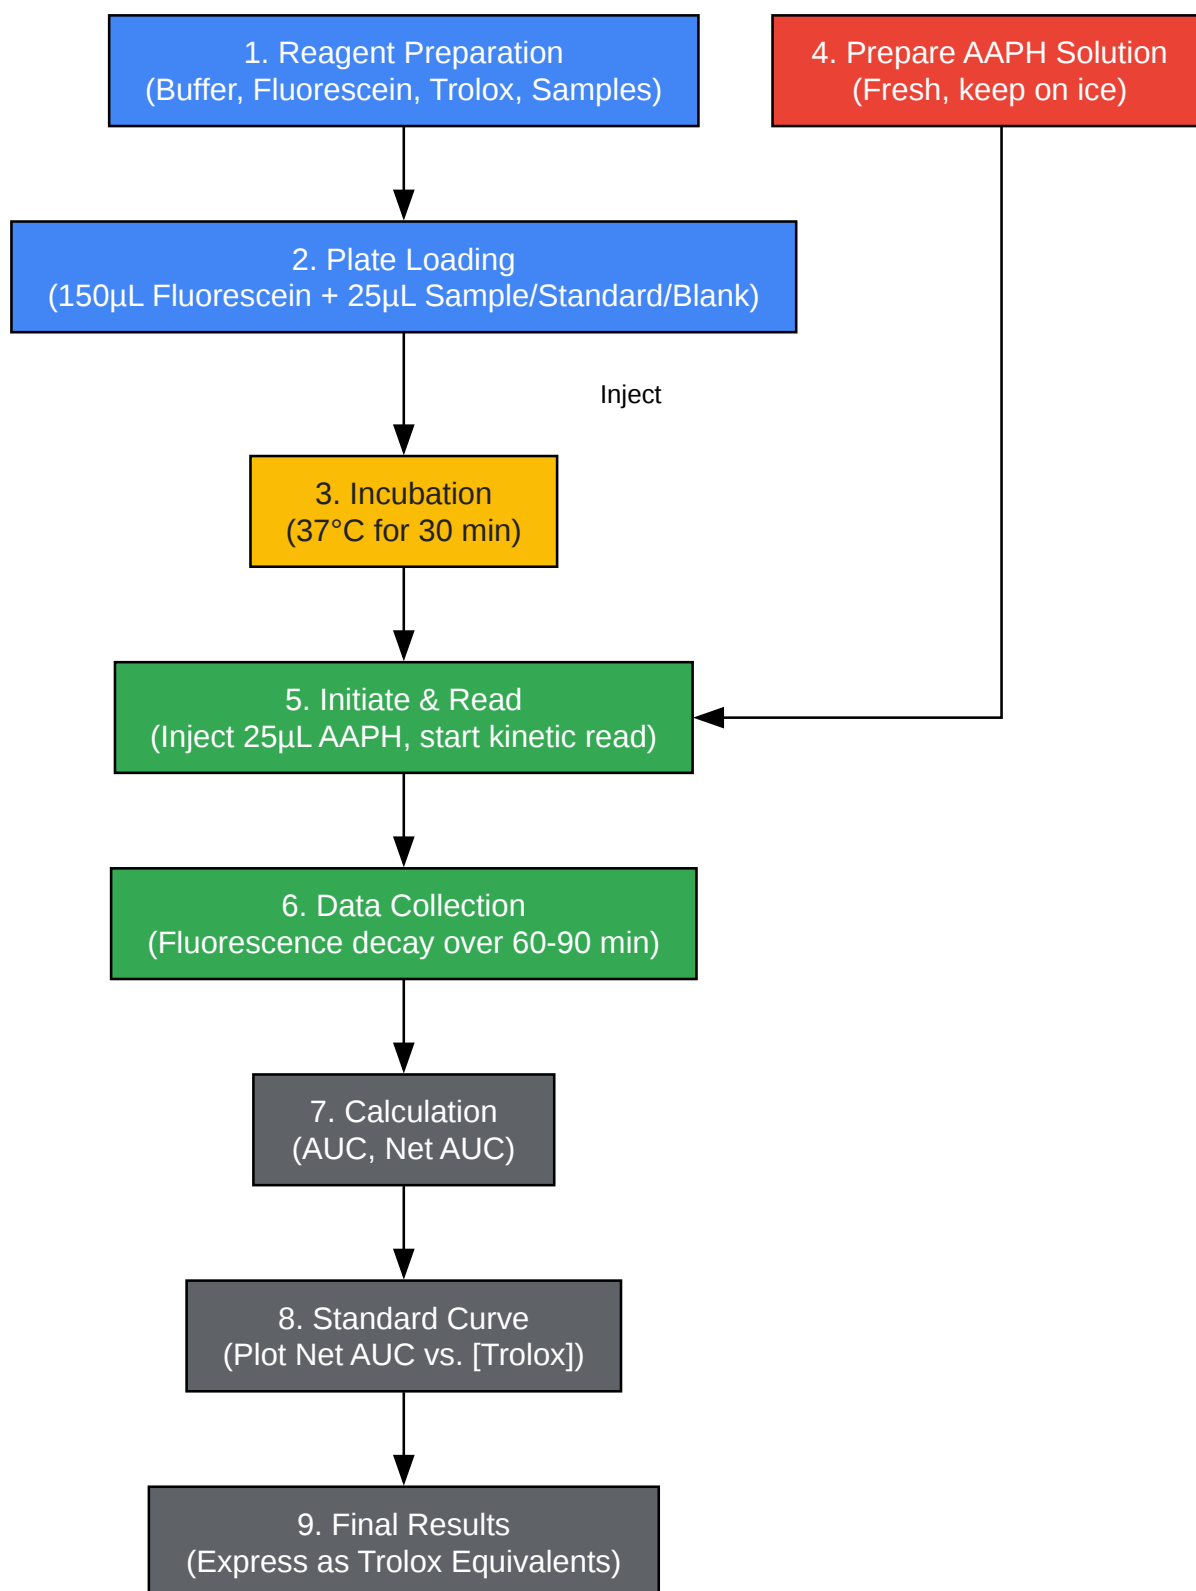 1. Reagent Preparation
(Buffer, Fluorescein, Trolox, Samples)
4. Prepare AAPH Solution
(Fresh, keep on ice)
2. Plate Loading
(150µL Fluorescein + 25µL Sample/Standard/Blank)
Inject
3. Incubation
(37°C for 30 min)
5. Initiate & Read
(Inject 25µL AAPH, start kinetic read)
6. Data Collection
(Fluorescence decay over 60-90 min)
7. Calculation
(AUC, Net AUC)
8. Standard Curve
(Plot Net AUC vs. [Trolox])
9. Final Results
(Express as Trolox Equivalents)